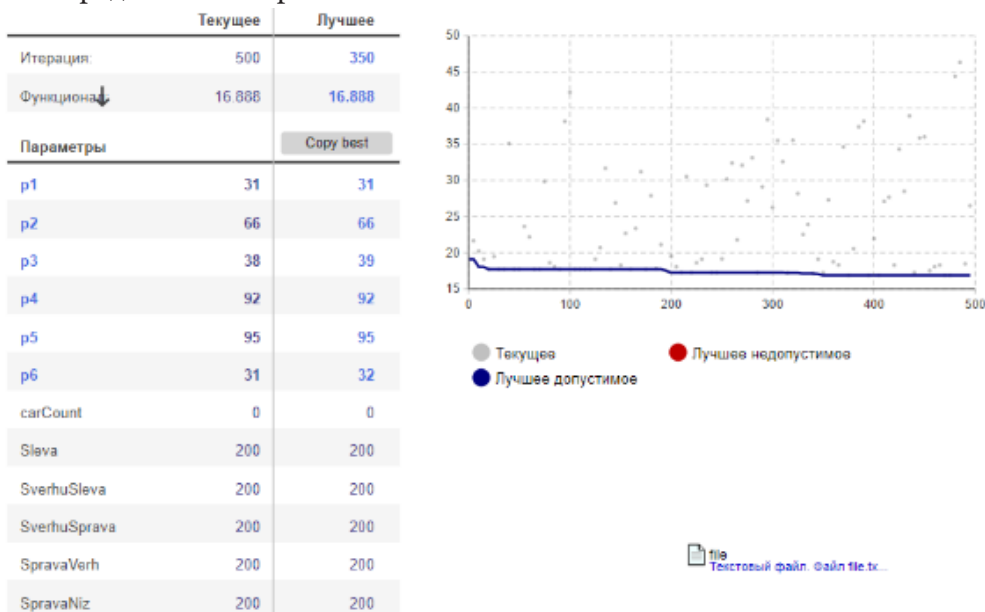 Текущее Лучшее
Итерация: 500 350
Функционал: 16.888 16.888
Параметры Copy best
p1 31 31
p2 66 66
p3 38 39
p4 92 92
p5 95 95
p6 31 32
carCount 0 0
Sleva 200 200
SverhuSleva 200 200
SverhuSprava 200 200
SpravaVerh 200 200
SpravaNiz 200 200
50
45
40
35
30
25
20
15
0 100 200 300 400 500
Текущее Лучшее недопустимое
Лучшее допустимое
file
Текстовый файл. Файл file.tx...